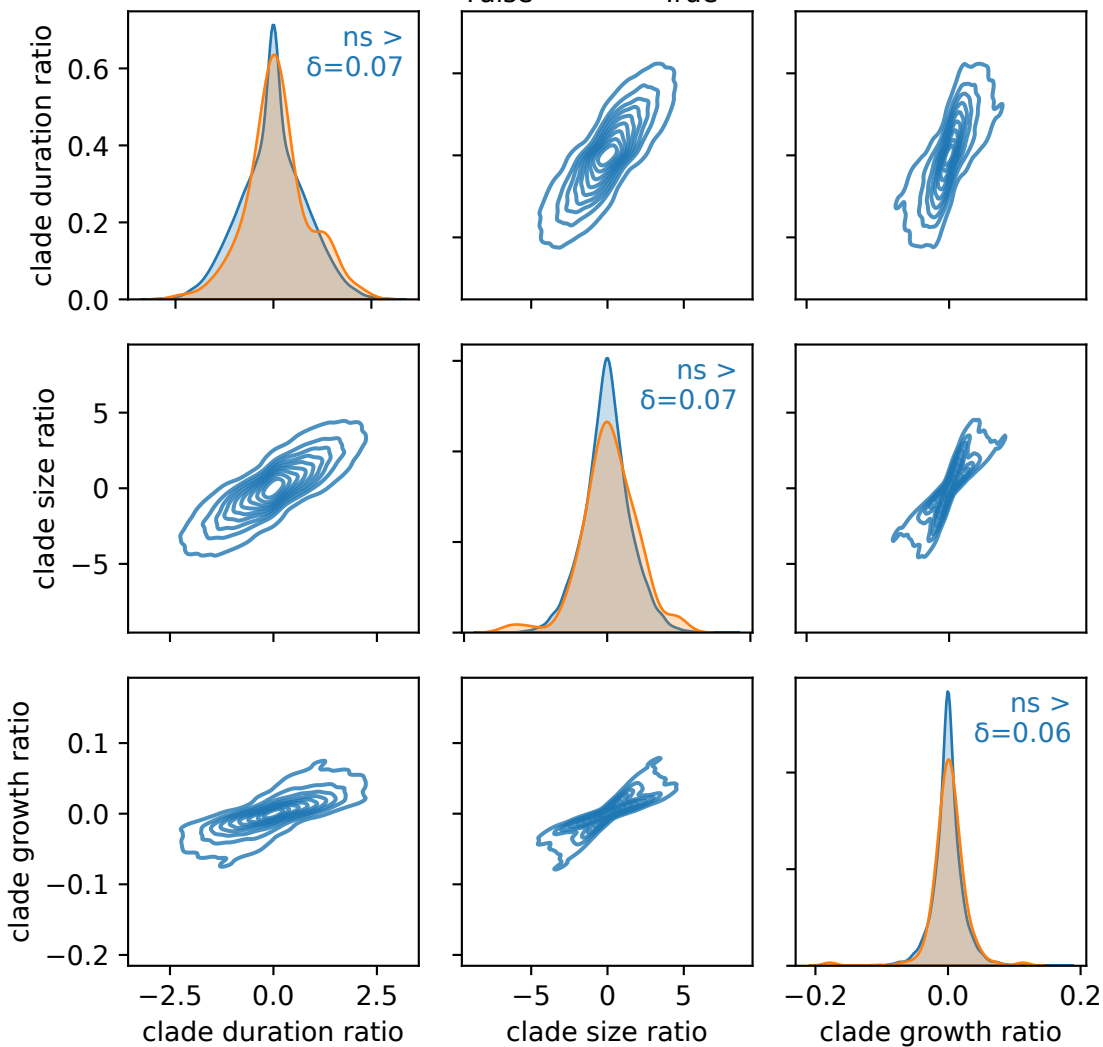 clade duration ratio
0.6
0.4
0.2
0.0
ns >
δ=0.07
clade size ratio
5
0
−5
ns >
δ=0.07
clade growth ratio
0.1
0.0
−0.1
−0.2
ns >
δ=0.06
−2.5 0.0 2.5
−5 0 5
−0.2 0.0 0.2
clade duration ratio
clade size ratio
clade growth ratio